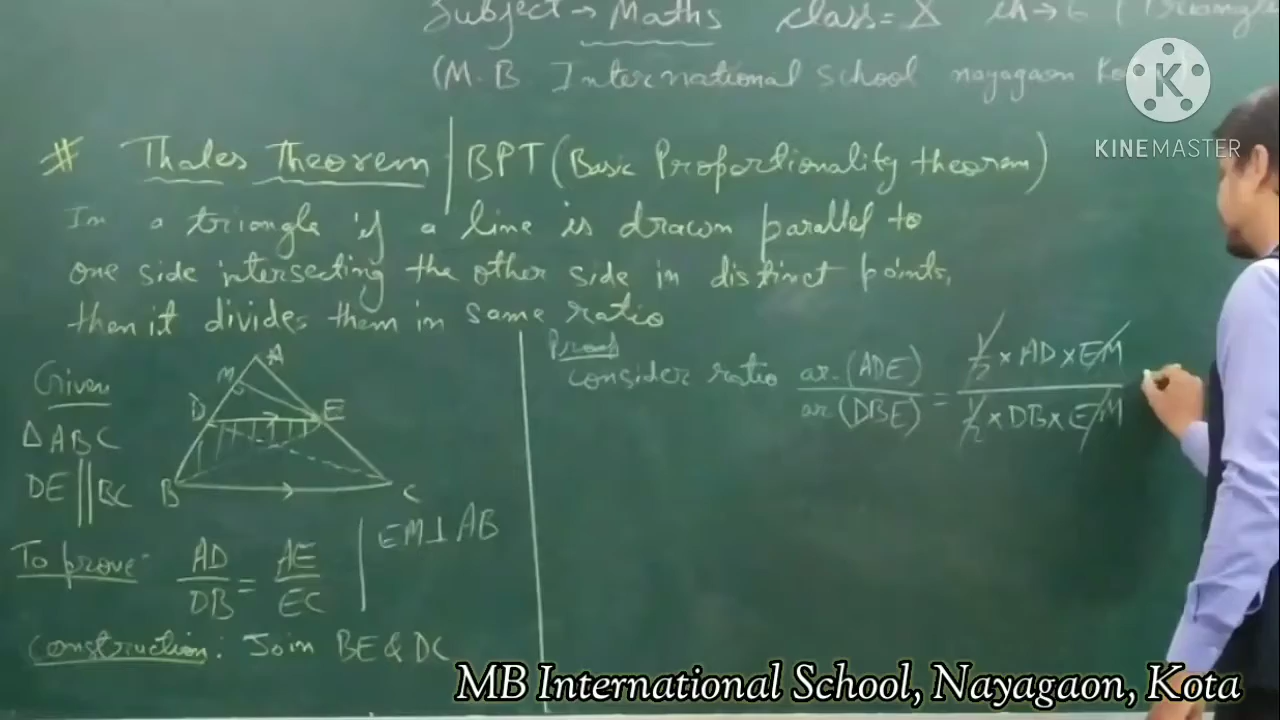 Subject → Maths class = X ch → 6 (Triangle
(M.B International School nayagaon
KINEMASTER
# Thales Theorem | BPT (Basic Proportionality theorem)
In a triangle if a line is drawn parallel to
one side intersecting the other side in distinct points,
then it divides them in same ratio
Given
Δ ABC
DE || BC
A
M
D
E
B
C
To prove:- AD/DB = AE/EC
EM ⊥ AB
Construction: Join BE & DC
Proof
Consider ratio ar.(ADE)/ar(DBE) = 1/2 × AD × EM / 1/2 × DB × EM
MB International School, Nayagaon, Kota